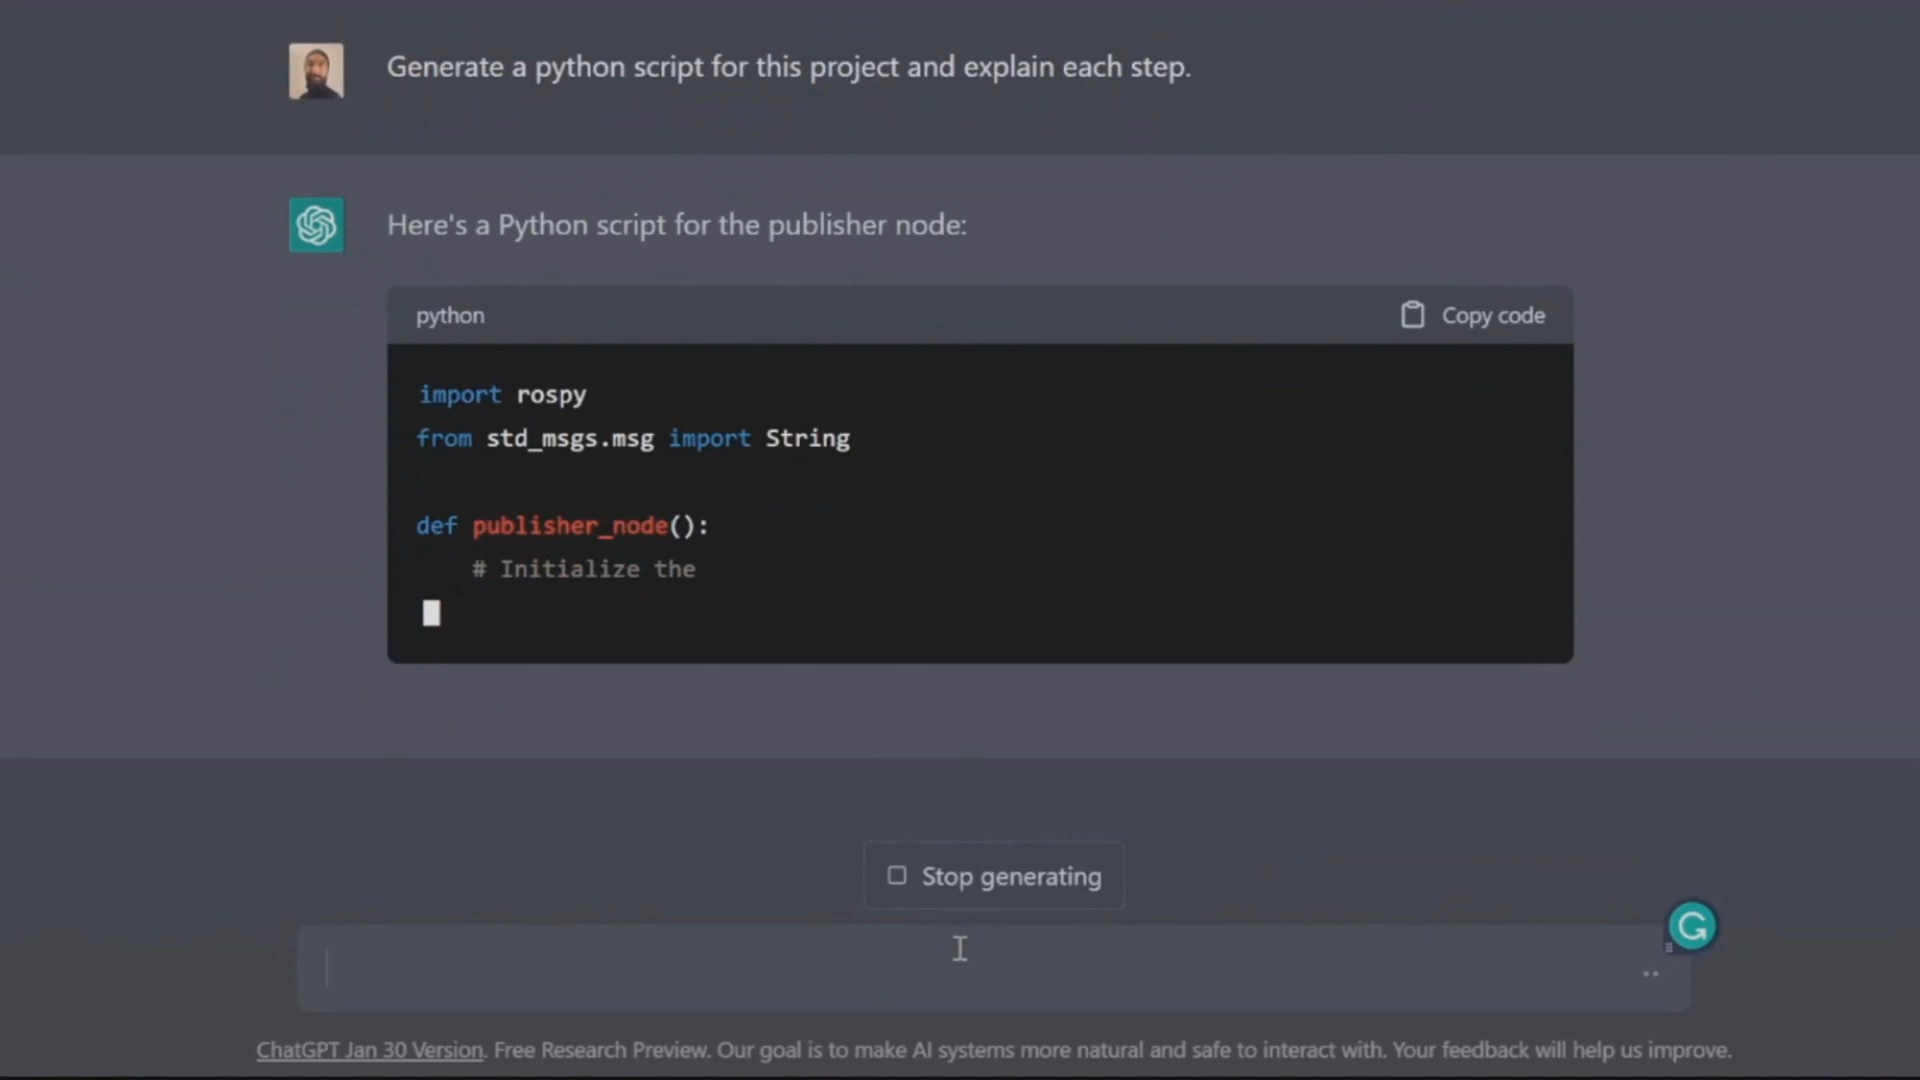 Generate a python script for this project and explain each step.
Here's a Python script for the publisher node:
python
Copy code
import rospy
from std_msgs.msg import String
def publisher_node():
# Initialize the
Stop generating
ChatGPT Jan 30 Version. Free Research Preview. Our goal is to make AI systems more natural and safe to interact with. Your feedback will help us improve.